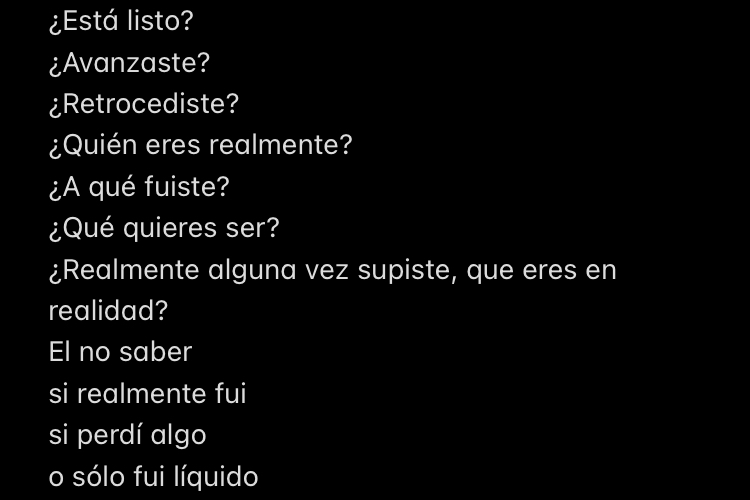 ¿Está listo?
¿Avanzaste?
¿Retrocediste?
¿Quién eres realmente?
¿A qué fuiste?
¿Qué quieres ser?
¿Realmente alguna vez supiste, que eres en
realidad?
El no saber
si realmente fui
si perdí algo
o sólo fui líquido